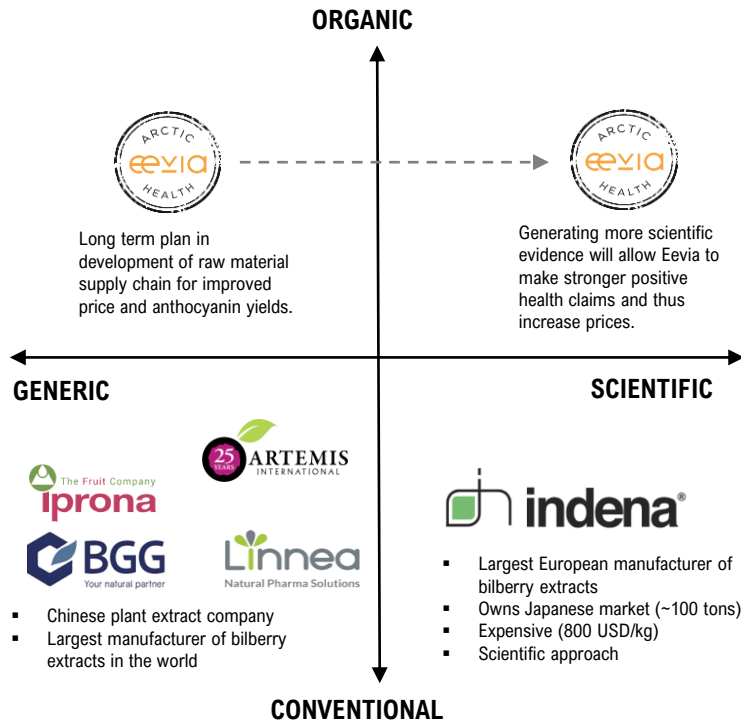 ORGANIC
ARCTIC
eevia
HEALTH
ARCTIC
eevia
HEALTH
Long term plan in
development of raw material
supply chain for improved
price and anthocyanin yields.
Generating more scientific
evidence will allow Eevia to
make stronger positive
health claims and thus
increase prices.
GENERIC
SCIENTIFIC
25
YEARS
ARTEMIS
INTERNATIONAL
The Fruit Company
iprona
BGG
Your natural partner
Linnea
Natural Pharma Solutions
▪ Chinese plant extract company
▪ Largest manufacturer of bilberry
extracts in the world
indena®
▪ Largest European manufacturer of
bilberry extracts
▪ Owns Japanese market (~100 tons)
▪ Expensive (800 USD/kg)
▪ Scientific approach
CONVENTIONAL